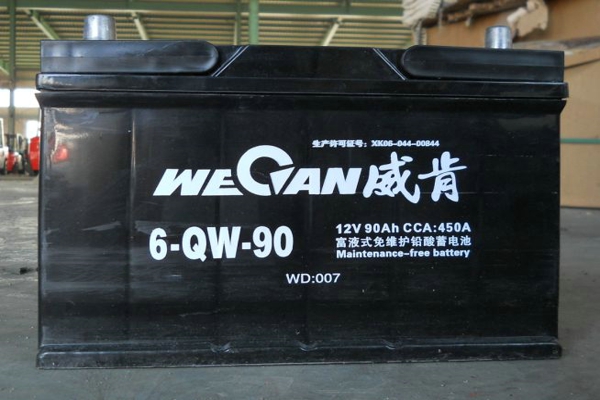 生产许可证号：XK06-044-00844
WEGAN威肯
6-QW-90
12V 90Ah CCA:450A
富液式免维护铅酸蓄电池
Maintenance-free battery
WD:007